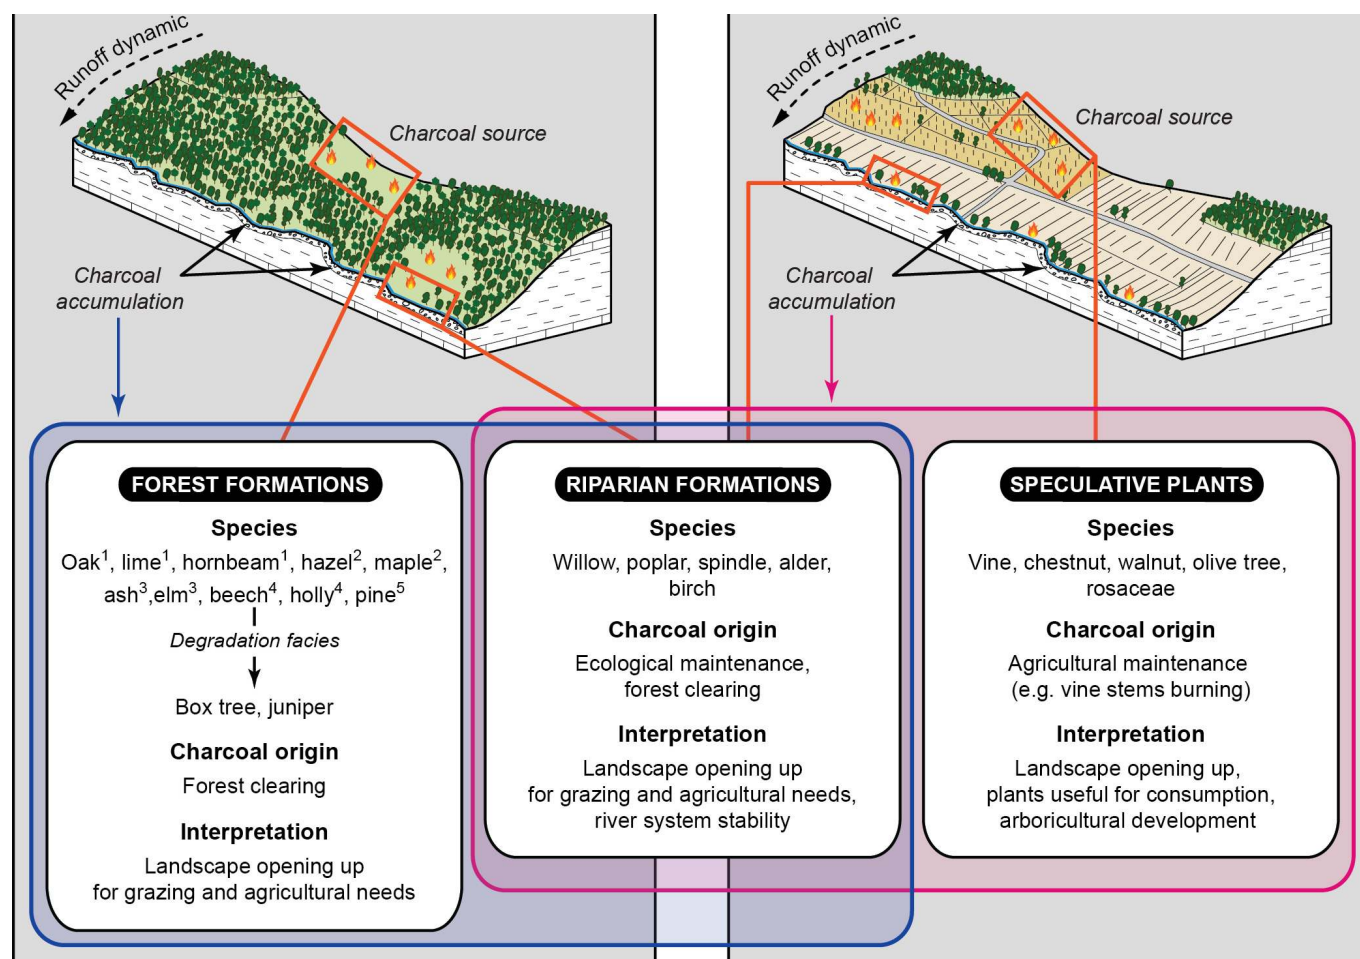 Runoff dynamic
Charcoal source
Charcoal
accumulation
Runoff dynamic
Charcoal source
Charcoal
accumulation
FOREST FORMATIONS
Species
Oak¹, lime¹, hornbeam¹, hazel², maple²,
ash³,elm³, beech⁴, holly⁴, pine⁵
Degradation facies
Box tree, juniper
Charcoal origin
Forest clearing
Interpretation
Landscape opening up
for grazing and agricultural needs
RIPARIAN FORMATIONS
Species
Willow, poplar, spindle, alder,
birch
Charcoal origin
Ecological maintenance,
forest clearing
Interpretation
Landscape opening up
for grazing and agricultural needs,
river system stability
SPECULATIVE PLANTS
Species
Vine, chestnut, walnut, olive tree,
rosaceae
Charcoal origin
Agricultural maintenance
(e.g. vine stems burning)
Interpretation
Landscape opening up,
plants useful for consumption,
arboricultural development